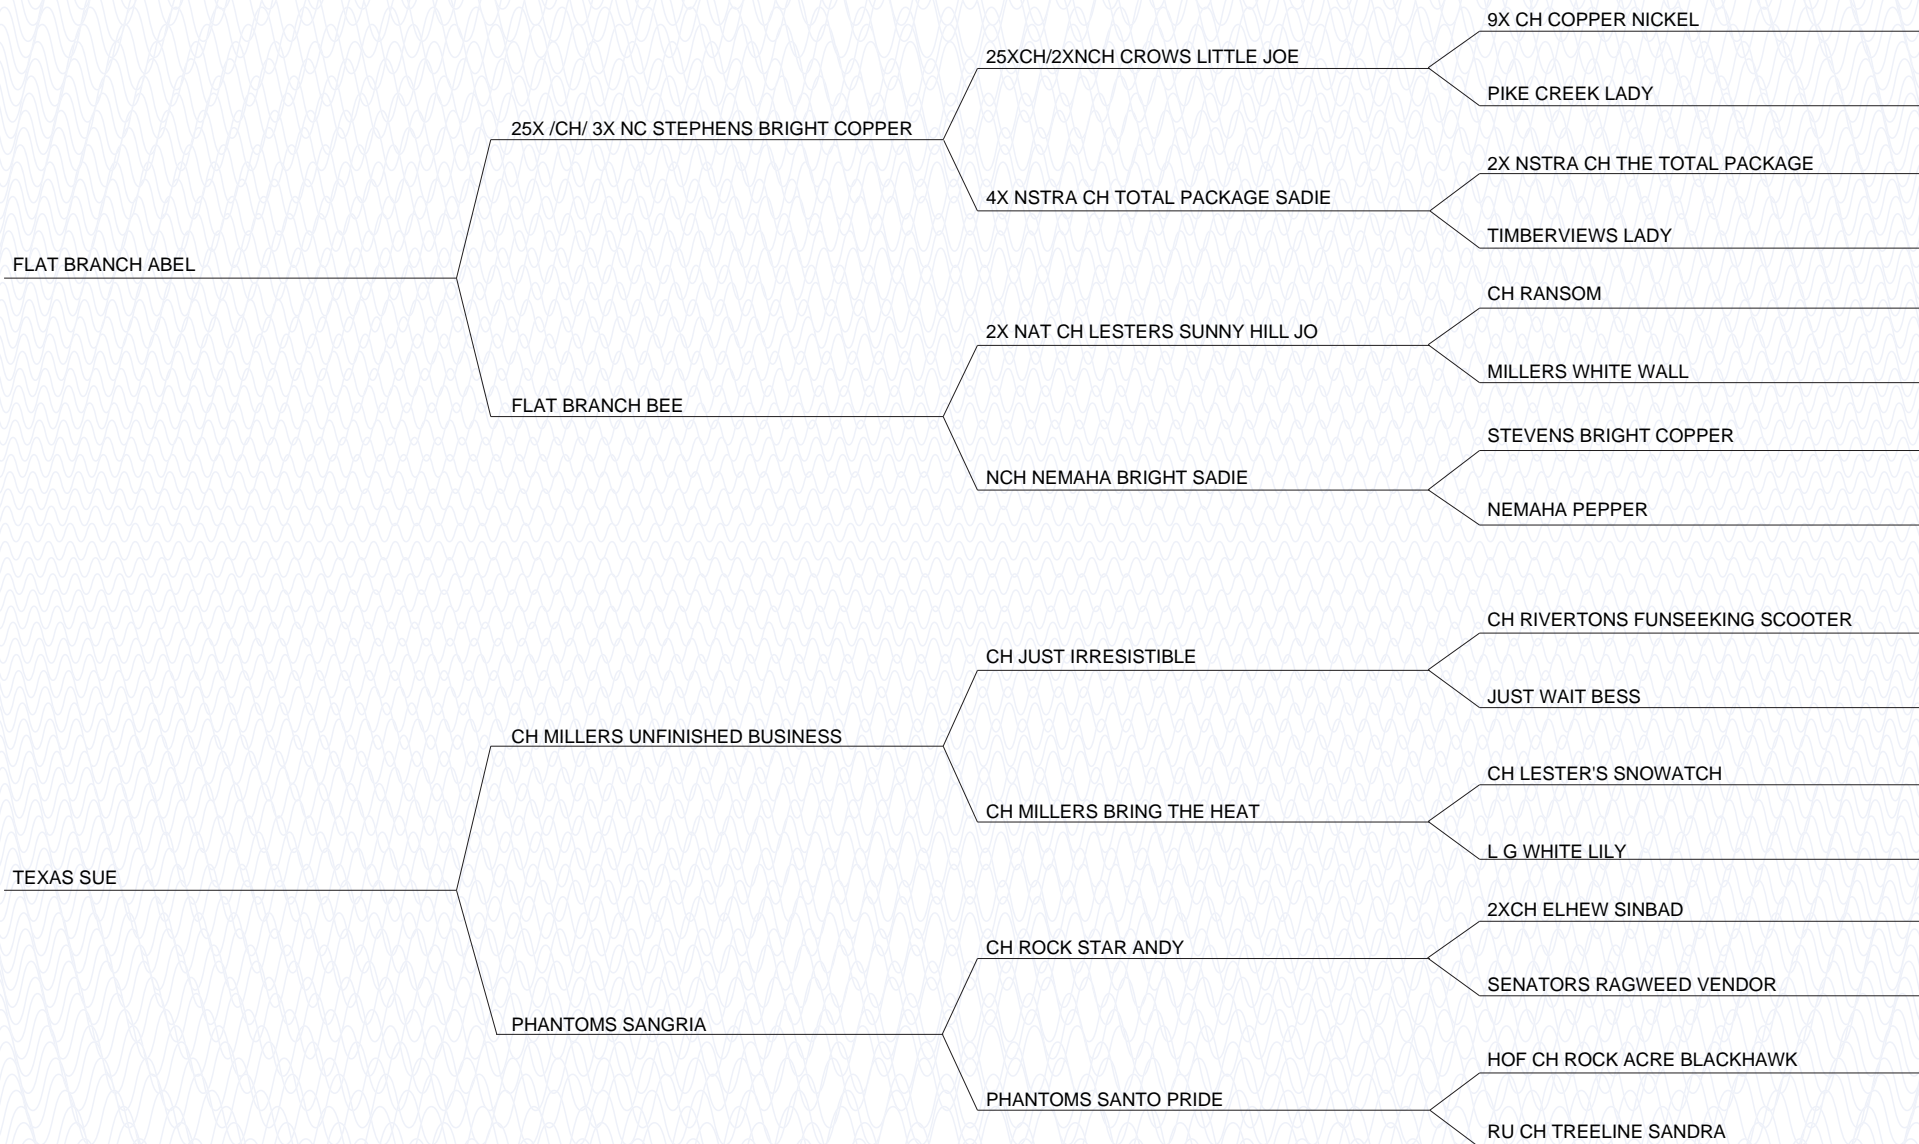 9X CH COPPER NICKEL
25XCH/2XNCH CROWS LITTLE JOE
PIKE CREEK LADY
25X /CH/ 3X NC STEPHENS BRIGHT COPPER
2X NSTRA CH THE TOTAL PACKAGE
4X NSTRA CH TOTAL PACKAGE SADIE
TIMBERVIEWS LADY
FLAT BRANCH ABEL
CH RANSOM
2X NAT CH LESTERS SUNNY HILL JO
MILLERS WHITE WALL
FLAT BRANCH BEE
STEVENS BRIGHT COPPER
NCH NEMAHA BRIGHT SADIE
NEMAHA PEPPER
CH RIVERTONS FUNSEEKING SCOOTER
CH JUST IRRESISTIBLE
JUST WAIT BESS
CH MILLERS UNFINISHED BUSINESS
CH LESTER'S SNOWATCH
CH MILLERS BRING THE HEAT
L G WHITE LILY
TEXAS SUE
2XCH ELHEW SINBAD
CH ROCK STAR ANDY
SENATORS RAGWEED VENDOR
PHANTOMS SANGRIA
HOF CH ROCK ACRE BLACKHAWK
PHANTOMS SANTO PRIDE
RU CH TREELINE SANDRA